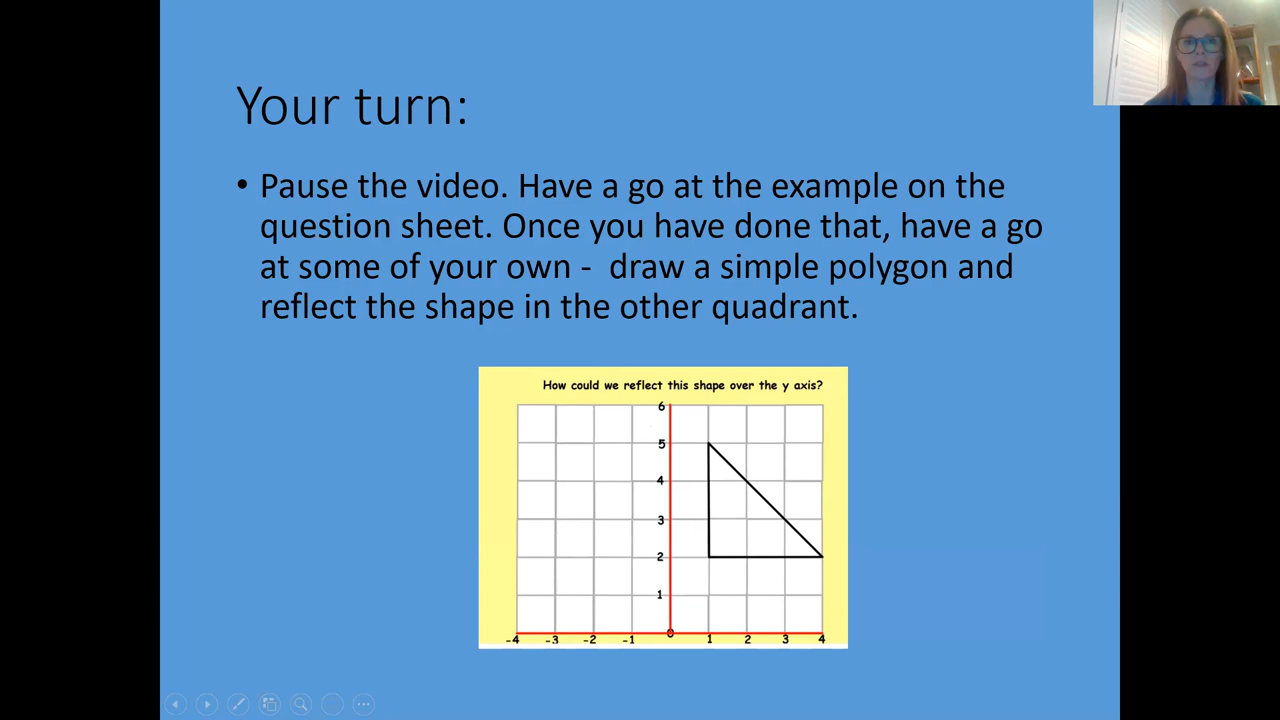 Your turn:
• Pause the video. Have a go at the example on the
question sheet. Once you have done that, have a go
at some of your own -  draw a simple polygon and
reflect the shape in the other quadrant.
How could we reflect this shape over the y axis?
6
5
4
3
2
1
-4 -3 -2 -1 0 1 2 3 4